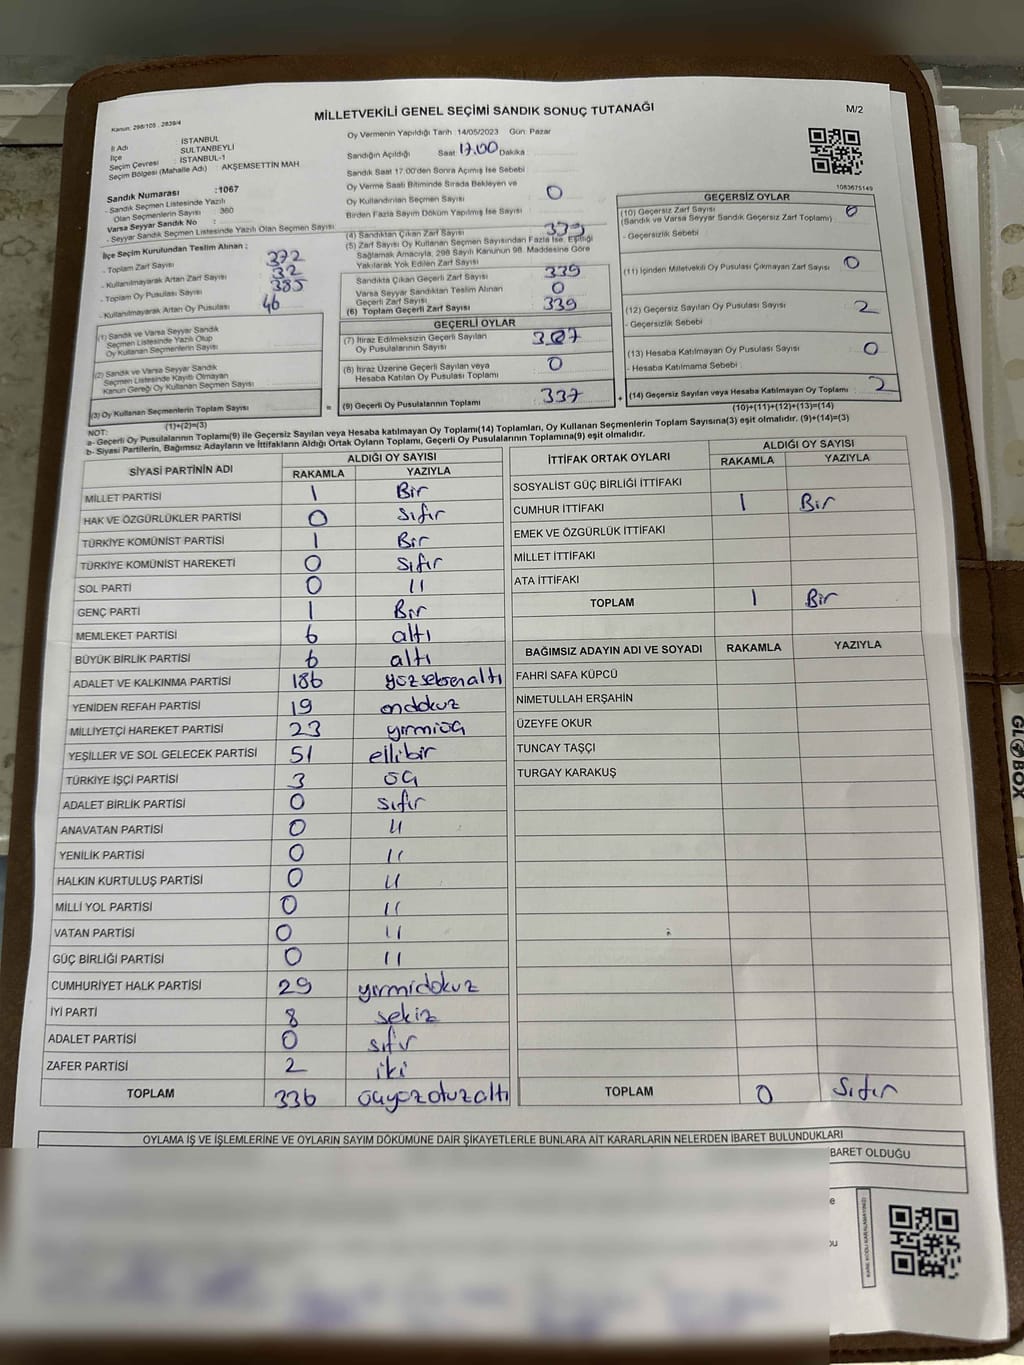 MİLLETVEKİLİ GENEL SEÇİMİ SANDIK SONUÇ TUTANAĞI
M/2
Kanun: 298/105 , 2839/4
İl Adı : İSTANBUL
İlçe : SULTANBEYLİ
Seçim Çevresi : İSTANBUL-1
Seçim Bölgesi (Mahalle Adı) : AKŞEMSETTİN MAH
Sandık Numarası : 1067
- Sandık Seçmen Listesinde Yazılı
Olan Seçmenlerin Sayısı : 360
Varsa Seyyar Sandık No :
- Seyyar Sandık Seçmen Listesinde Yazılı Olan Seçmen Sayısı
İlçe Seçim Kurulundan Teslim Alınan ;
- Toplam Zarf Sayısı : 372
- Kullanılmayarak Artan Zarf Sayısı : 32
- Toplam Oy Pusulası Sayısı : 385
- Kullanılmayarak Artan Oy Pusulası : 46
(1) Sandık ve Varsa Seyyar Sandık
Seçmen Listesinde Yazılı Olup
Oy Kullanan Seçmenlerin Sayısı
(2) Sandık ve Varsa Seyyar Sandık
Seçmen Listesinde Kayıtlı Olmayan
Kanun Gereği Oy Kullanan Seçmen Sayısı
(3) Oy Kullanan Seçmenlerin Toplam Sayısı =
(1)+(2)=(3)
Oy Vermenin Yapıldığı Tarih: 14/05/2023 Gün: Pazar
Sandığın Açıldığı Saat 17.00 Dakika
Sandık Saat 17.00'den Sonra Açımış İse Sebebi
Oy Verme Saati Bitiminde Sırada Bekleyen ve
Oy Kullandırılan Seçmen Sayısı 0
Birden Fazla Sayım Döküm Yapılmış İse Sayısı
(4) Sandıktan Çıkan Zarf Sayısı 339
(5) Zarf Sayısı Oy Kullanan Seçmen Sayısından Fazla İse, Eşitliği
Sağlamak Amacıyla, 298 Sayılı Kanunun 98. Maddesine Göre
Yakılarak Yok Edilen Zarf Sayısı
Sandıkta Çıkan Geçerli Zarf Sayısı 339
Varsa Seyyar Sandıktan Teslim Alınan
Geçerli Zarf Sayısı 0
(6) Toplam Geçerli Zarf Sayısı 339
GEÇERLİ OYLAR
(7) İtiraz Edilmeksizin Geçerli Sayılan
Oy Pusulalarının Sayısı
(8) İtiraz Üzerine Geçerli Sayılan veya
Hesaba Katılan Oy Pusulası Toplamı 0
(9) Geçerli Oy Pusulalarının Toplamı 337 +
1083675149
GEÇERSİZ OYLAR
(10) Geçersiz Zarf Sayısı 0
(Sandık ve Varsa Seyyar Sandık Geçersiz Zarf Toplamı)
- Geçersizlik Sebebi :
(11) İçinden Milletvekili Oy Pusulası Çıkmayan Zarf Sayısı 0
(12) Geçersiz Sayılan Oy Pusulası Sayısı 2
- Geçersizlik Sebebi :
(13) Hesaba Katılmayan Oy Pusulası Sayısı 0
- Hesaba Katılmama Sebebi :
(14) Geçersiz Sayılan veya Hesaba Katılmayan Oy Toplamı 2
(10)+(11)+(12)+(13)=(14)
NOT:
a- Geçerli Oy Pusulalarının Toplamı(9) ile Geçersiz Sayılan veya Hesaba katılmayan Oy Toplamı(14) Toplamları, Oy Kullanan Seçmenlerin Toplam Sayısına(3) eşit olmalıdır. (9)+(14)=(3)
b- Siyasi Partilerin, Bağımsız Adayların ve İttifakların Aldığı Ortak Oyların Toplamı, Geçerli Oy Pusulalarının Toplamına(9) eşit olmalıdır.
SİYASİ PARTİNİN ADI ALDIĞI OY SAYISI
RAKAMLA YAZIYLA
MİLLET PARTİSİ 1 Bir
HAK VE ÖZGÜRLÜKLER PARTİSİ 0 Sıfır
TÜRKİYE KOMÜNİST PARTİSİ 1 Bir
TÜRKİYE KOMÜNİST HAREKETİ 0 Sıfır
SOL PARTİ 0 "
GENÇ PARTİ 1 Bir
MEMLEKET PARTİSİ 6 altı
BÜYÜK BİRLİK PARTİSİ 6 altı
ADALET VE KALKINMA PARTİSİ 186 yüzseksenaltı
YENİDEN REFAH PARTİSİ 19 ondokuz
MİLLİYETÇİ HAREKET PARTİSİ 23 yirmiüç
YEŞİLLER VE SOL GELECEK PARTİSİ 51 ellibir
TÜRKİYE İŞÇİ PARTİSİ 3 üç
ADALET BİRLİK PARTİSİ 0 sıfır
ANAVATAN PARTİSİ 0 "
YENİLİK PARTİSİ 0 "
HALKIN KURTULUŞ PARTİSİ 0 "
MİLLİ YOL PARTİSİ 0 "
VATAN PARTİSİ 0 "
GÜÇ BİRLİĞİ PARTİSİ 0 "
CUMHURİYET HALK PARTİSİ 29 yirmidokuz
İYİ PARTİ 8 sekiz
ADALET PARTİSİ 0 sıfır
ZAFER PARTİSİ 2 iki
TOPLAM 336 üçyüzotuzaltı
İTTİFAK ORTAK OYLARI ALDIĞI OY SAYISI
RAKAMLA YAZIYLA
SOSYALİST GÜÇ BİRLİĞİ İTTİFAKI
CUMHUR İTTİFAKI 1 Bir
EMEK VE ÖZGÜRLÜK İTTİFAKI
MİLLET İTTİFAKI
ATA İTTİFAKI
TOPLAM 1 Bir
BAĞIMSIZ ADAYIN ADI VE SOYADI RAKAMLA YAZIYLA
FAHRİ SAFA KÜPCÜ
NİMETULLAH ERŞAHİN
ÜZEYFE OKUR
TUNCAY TAŞÇI
TURGAY KARAKUŞ
TOPLAM 0 Sıfır
OYLAMA İŞ VE İŞLEMLERİNE VE OYLARIN SAYIM DÖKÜMÜNE DAİR ŞİKAYETLERLE BUNLARA AİT KARARLARIN NELERDEN İBARET BULUNDUKLARI
BARET OLDUĞU
GLOBOX